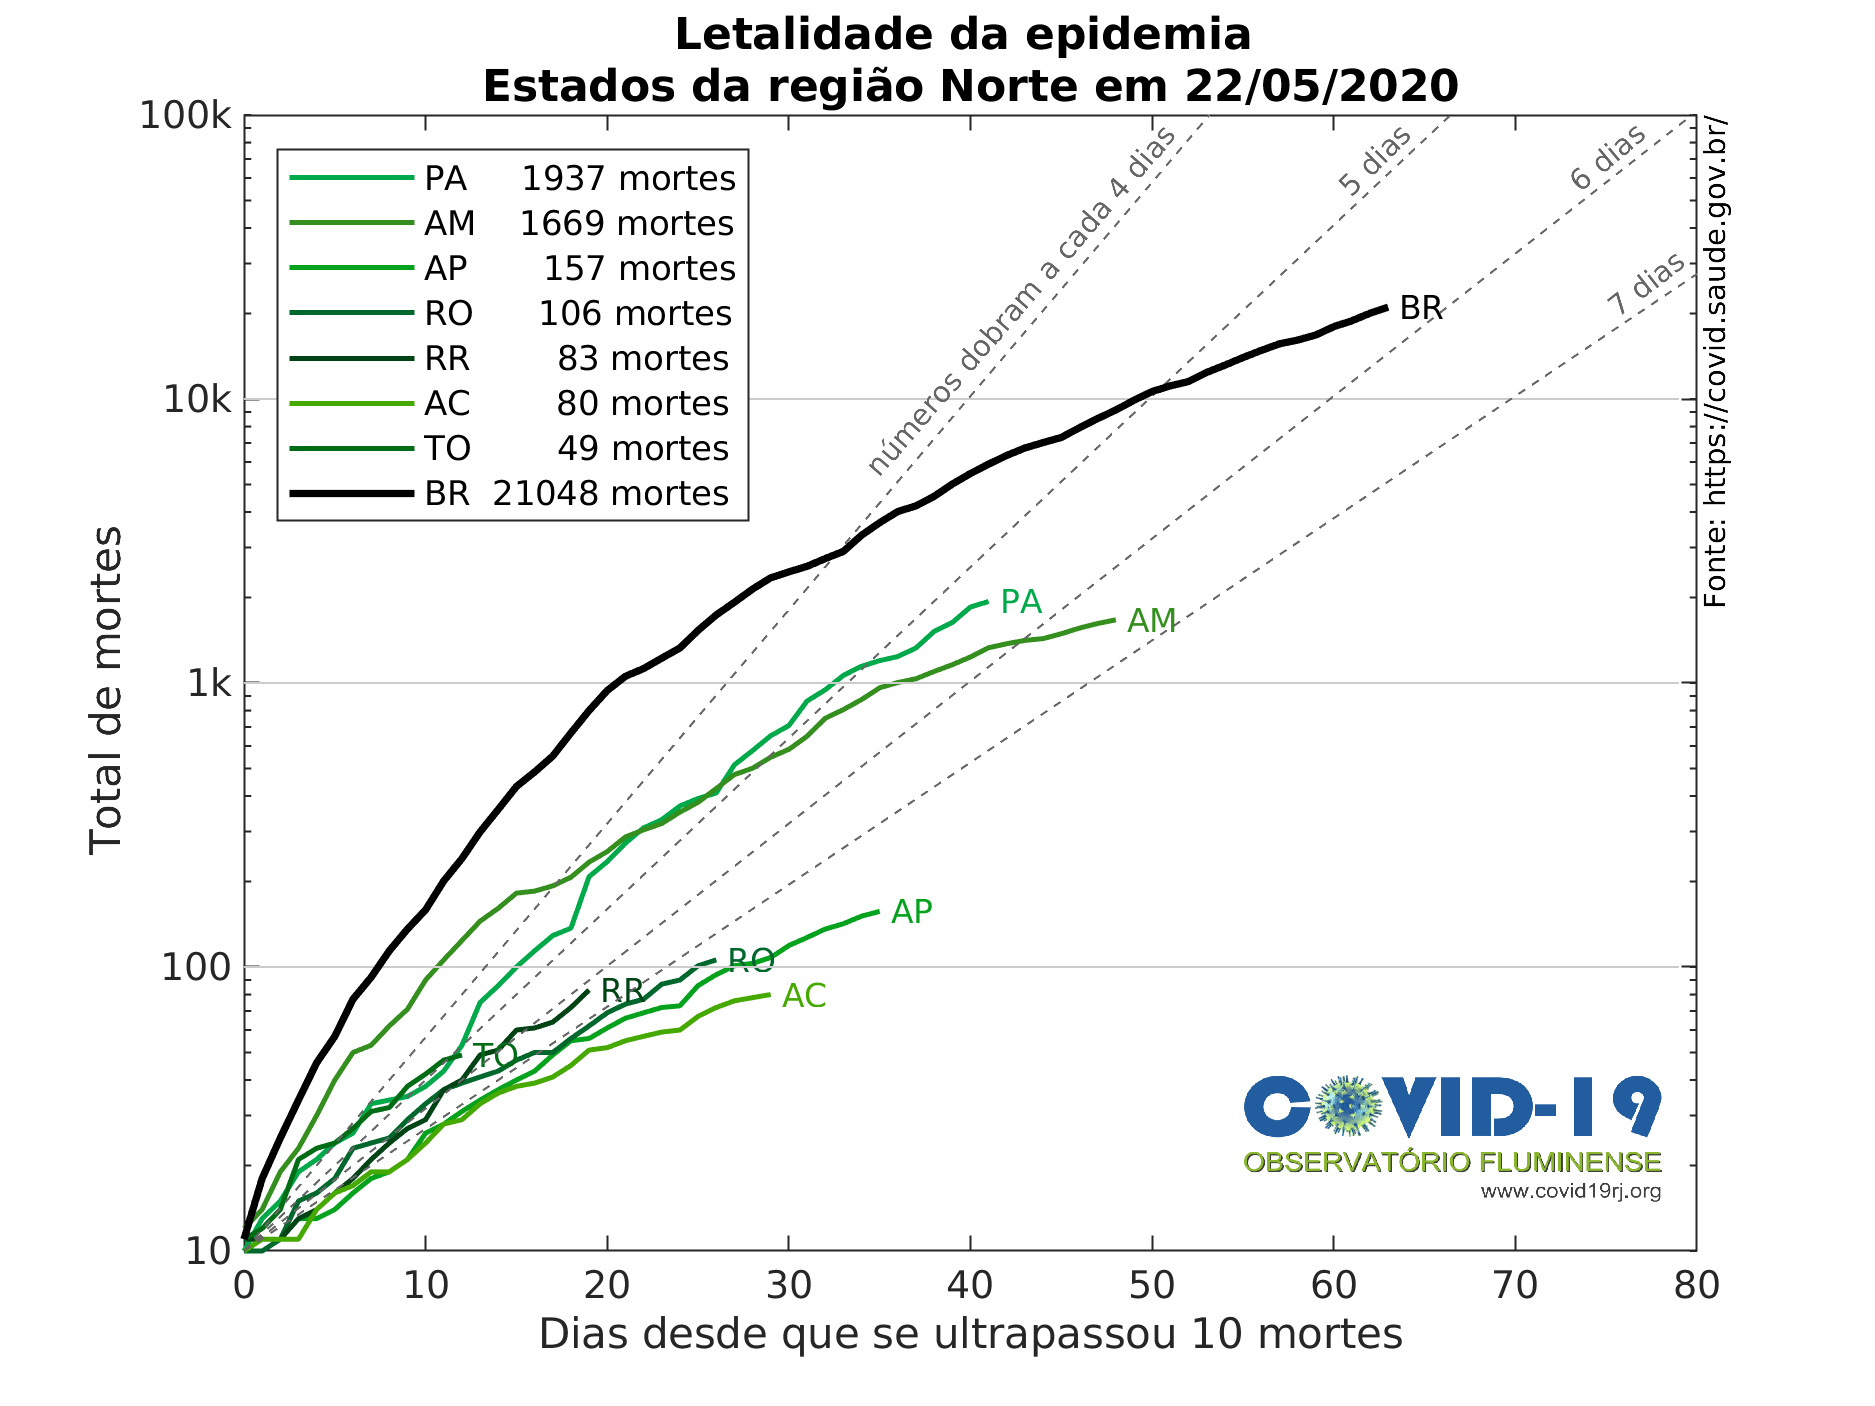 Letalidade da epidemia
Estados da região Norte em 22/05/2020
100k
10k
1k
100
10
Total de mortes
PA 1937 mortes
AM 1669 mortes
AP 157 mortes
RO 106 mortes
RR 83 mortes
AC 80 mortes
TO 49 mortes
BR 21048 mortes
números dobram a cada 4 dias
5 dias
6 dias
7 dias
BR
PA
AM
AP
RO
RR
AC
TO
Fonte: https://covid.saude.gov.br/
COVID-19
OBSERVATÓRIO FLUMINENSE
www.covid19rj.org
0 10 20 30 40 50 60 70 80
Dias desde que se ultrapassou 10 mortes